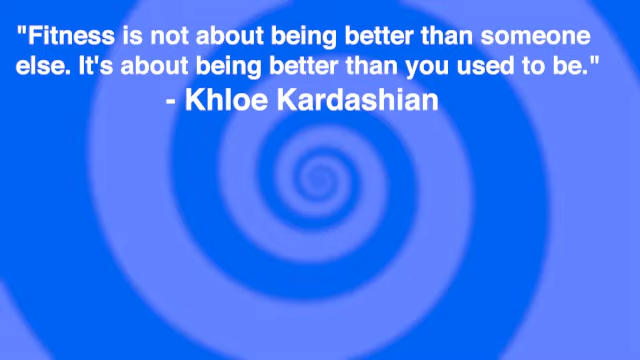 "Fitness is not about being better than someone
else. It's about being better than you used to be."
- Khloe Kardashian